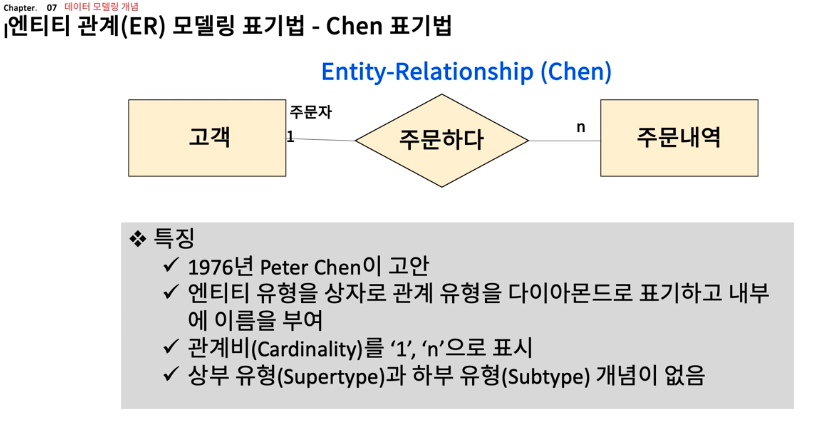 Chapter. 07 데이터 모델링 개념
엔티티 관계(ER) 모델링 표기법 - Chen 표기법
Entity-Relationship (Chen)
고객
주문자
1
주문하다
n
주문내역
❖ 특징
✓ 1976년 Peter Chen이 고안
✓ 엔티티 유형을 상자로 관계 유형을 다이아몬드로 표기하고 내부
에 이름을 부여
✓ 관계비(Cardinality)를 ‘1’, ‘n’으로 표시
✓ 상부 유형(Supertype)과 하부 유형(Subtype) 개념이 없음